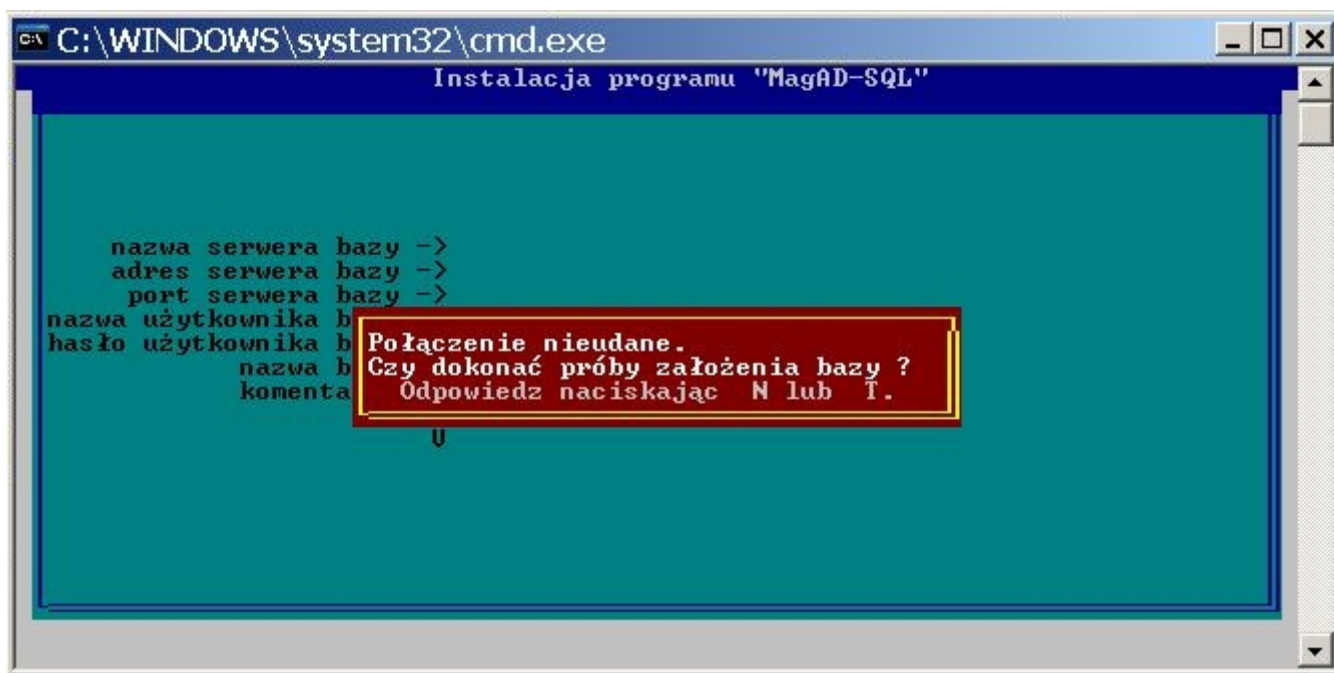 C:\WINDOWS\system32\cmd.exe
Instalacja programu "MagAD-SQL"
nazwa serwera bazy ->
adres serwera bazy ->
port serwera bazy ->
nazwa użytkownika b
hasło użytkownika b
nazwa b
komenta
Połączenie nieudane.
Czy dokonać próby założenia bazy ?
Odpowiedz naciskając N lub T.
V